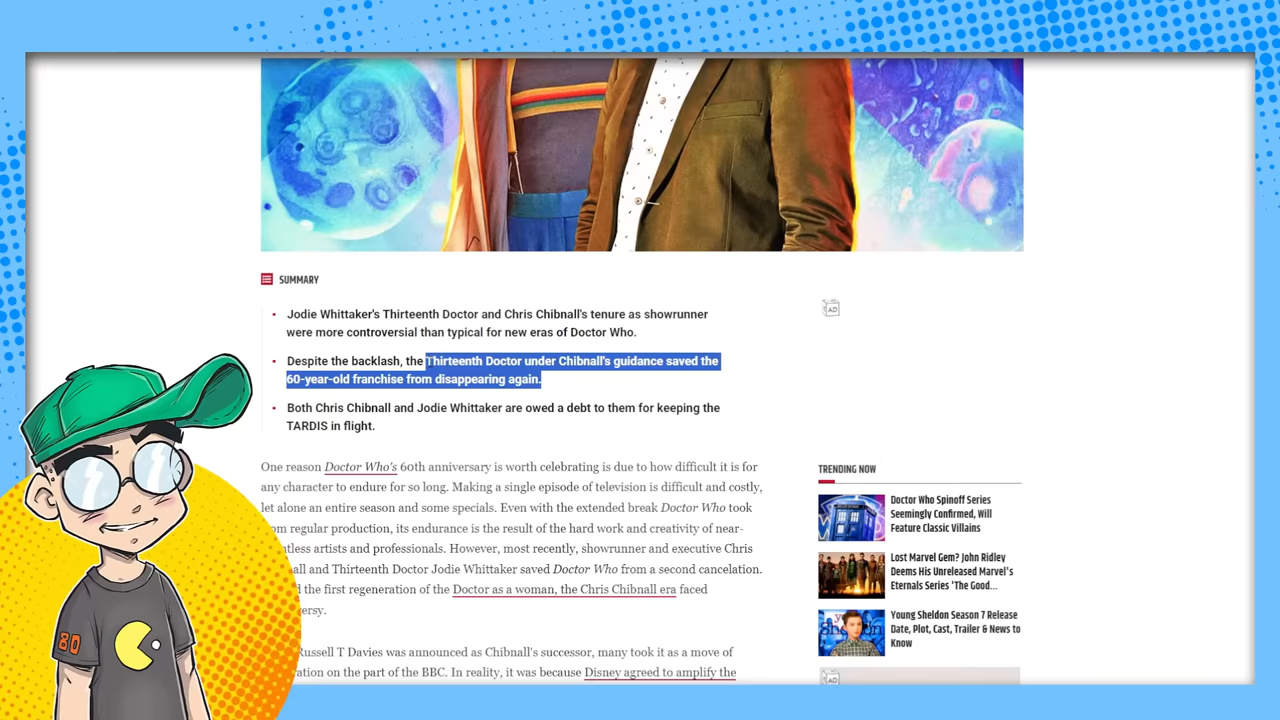 SUMMARY
Jodie Whittaker's Thirteenth Doctor and Chris Chibnall's tenure as showrunner
were more controversial than typical for new eras of Doctor Who.
Despite the backlash, the Thirteenth Doctor under Chibnall's guidance saved the
60-year-old franchise from disappearing again.
Both Chris Chibnall and Jodie Whittaker are owed a debt to them for keeping the
TARDIS in flight.
One reason Doctor Who's 60th anniversary is worth celebrating is due to how difficult it is for
any character to endure for so long. Making a single episode of television is difficult and costly,
let alone an entire season and some specials. Even with the extended break Doctor Who took
from regular production, its endurance is the result of the hard work and creativity of near-
artists and professionals. However, most recently, showrunner and executive Chris
and Thirteenth Doctor Jodie Whittaker saved Doctor Who from a second cancelation.
the first regeneration of the Doctor as a woman, the Chris Chibnall era faced
Russell T Davies was announced as Chibnall's successor, many took it as a move of
on the part of the BBC. In reality, it was because Disney agreed to amplify the
AD
TRENDING NOW
Doctor Who Spinoff Series
Seemingly Confirmed, Will
Feature Classic Villains
Lost Marvel Gem? John Ridley
Deems His Unreleased Marvel's
Eternals Series 'The Good...
Young Sheldon Season 7 Release
Date, Plot, Cast, Trailer & News to
Know
AD
80